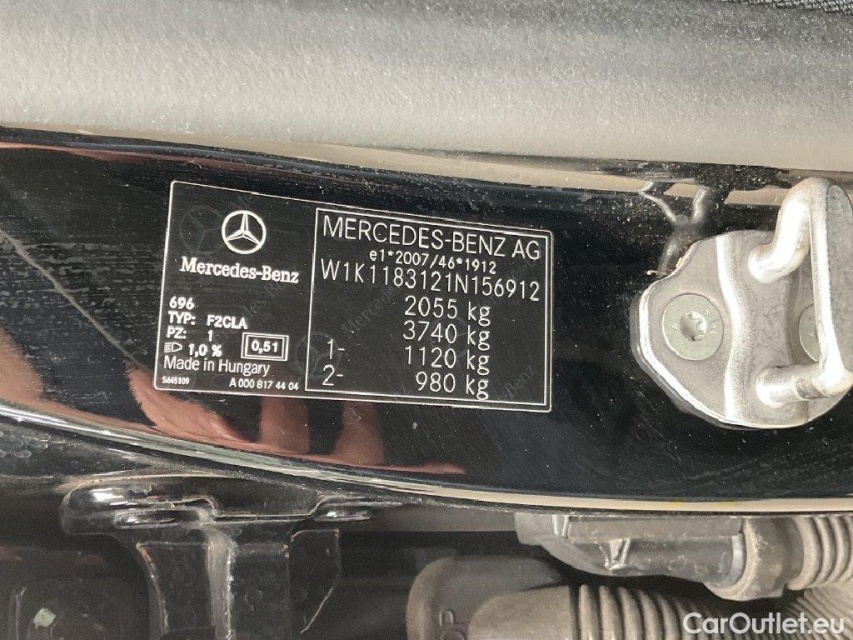 Mercedes-Benz
696
TYP: F2CLA
PZ: 1
1,0 % 0,51
Made in Hungary
5645109 A 000 817 44 04
MERCEDES-BENZ AG
e1*2007/46*1912
W1K1183121N156912
2055 kg
3740 kg
1- 1120 kg
2- 980 kg
CarOutlet.eu